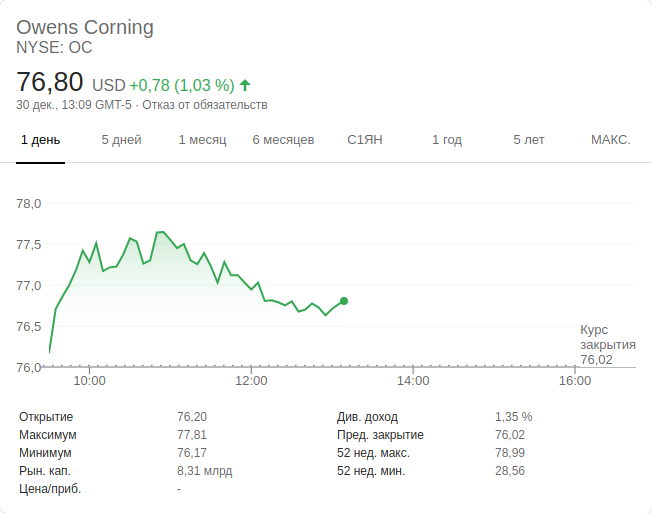 Owens Corning
NYSE: OC
76,80 USD +0,78 (1,03 %)
30 дек., 13:09 GMT-5 · Отказ от обязательств
1 день 5 дней 1 месяц 6 месяцев С1ЯН 1 год 5 лет МАКС.
78,0
77,5
77,0
76,5
Курс
закрытия
76,02
76,0
10:00 12:00 14:00 16:00
Открытие 76,20 Див. доход 1,35 %
Максимум 77,81 Пред. закрытие 76,02
Минимум 76,17 52 нед. макс. 78,99
Рын. кап. 8,31 млрд 52 нед. мин. 28,56
Цена/приб. -